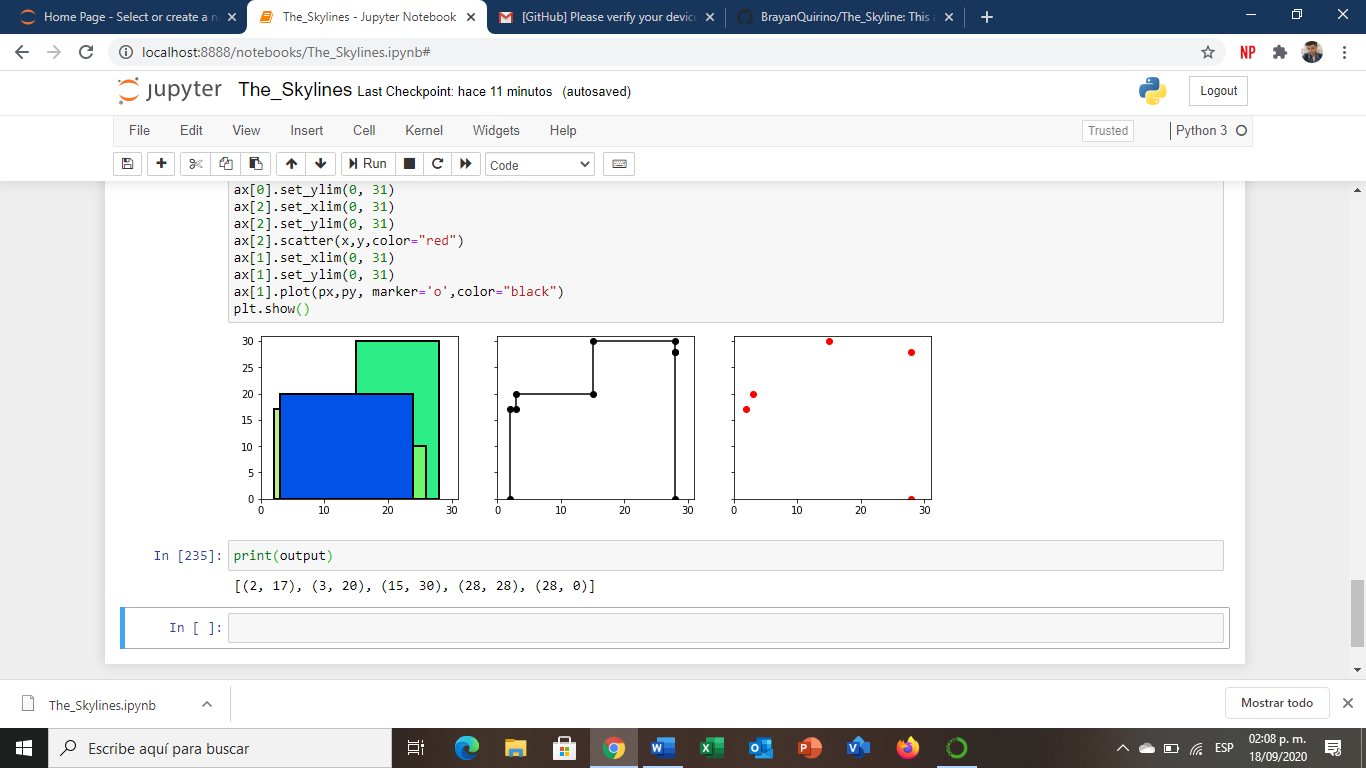 Home Page - Select or create a n
The_Skylines - Jupyter Notebook
[GitHub] Please verify your device
BrayanQuirino/The_Skyline: This a
localhost:8888/notebooks/The_Skylines.ipynb#
NP
jupyter The_Skylines Last Checkpoint: hace 11 minutos (autosaved)
Logout
File Edit View Insert Cell Kernel Widgets Help
Trusted Python 3
Run Code
ax[0].set_ylim(0, 31)
ax[2].set_xlim(0, 31)
ax[2].set_ylim(0, 31)
ax[2].scatter(x,y,color="red")
ax[1].set_xlim(0, 31)
ax[1].set_ylim(0, 31)
ax[1].plot(px,py, marker='o',color="black")
plt.show()
30
25
20
15
10
5
0
0 10 20 30
0 10 20 30
0 10 20 30
In [235]: print(output)
[(2, 17), (3, 20), (15, 30), (28, 28), (28, 0)]
In [ ]:
The_Skylines.ipynb
Mostrar todo
Escribe aquí para buscar
ESP
02:08 p. m.
18/09/2020